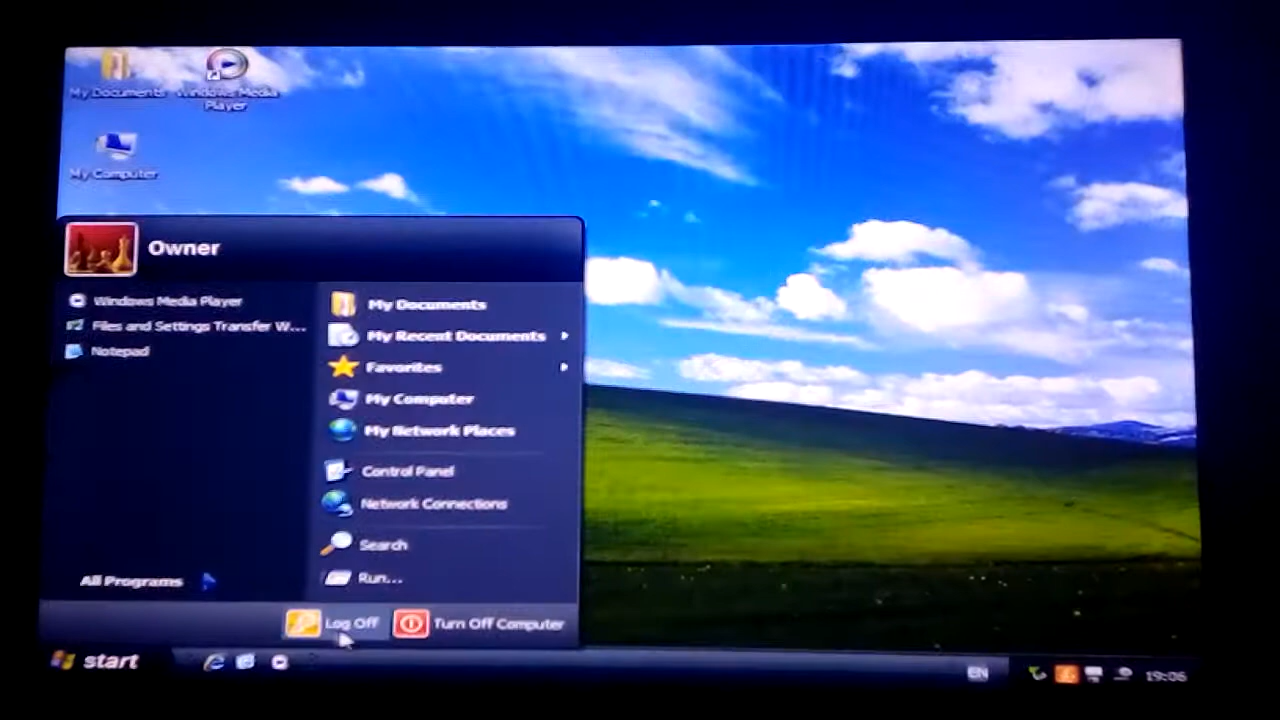 My Documents
Windows Media
Player
My Computer
Owner
Windows Media Player
Files and Settings Transfer W...
Notepad
All Programs
My Documents
My Recent Documents
Favorites
My Computer
My Network Places
Control Panel
Network Connections
Search
Run...
Log Off
Turn Off Computer
start
EN
19:06